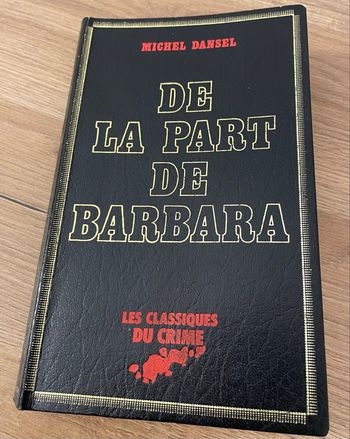 MICHEL DANSEL
DE
LA PART
DE
BARBARA
LES CLASSIQUES
DU CRIME